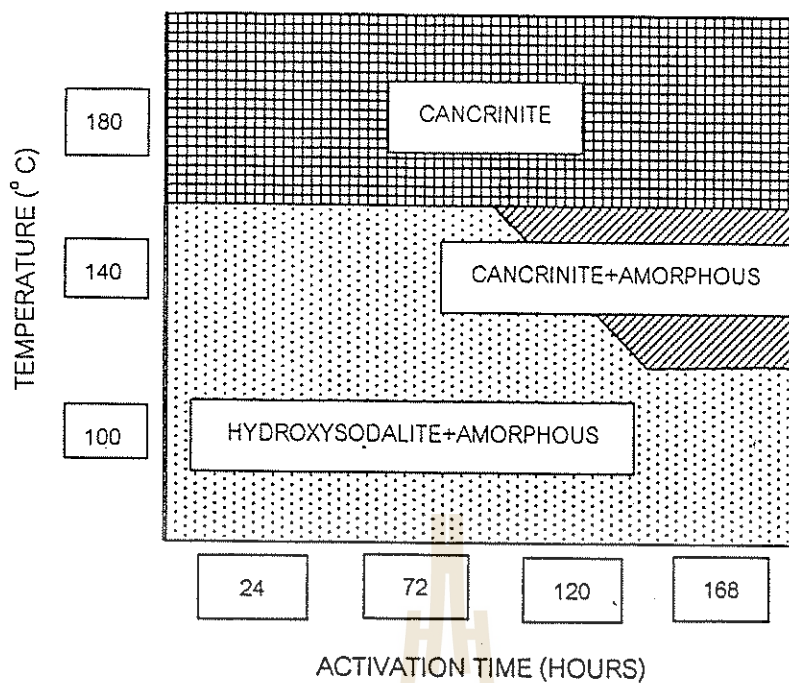 CANCRINITE
180
TEMPERATURE (° C)
140
CANCRINITE+AMORPHOUS
100
HYDROXYSODALITE+AMORPHOUS
24
72
120
168
ACTIVATION TIME (HOURS)